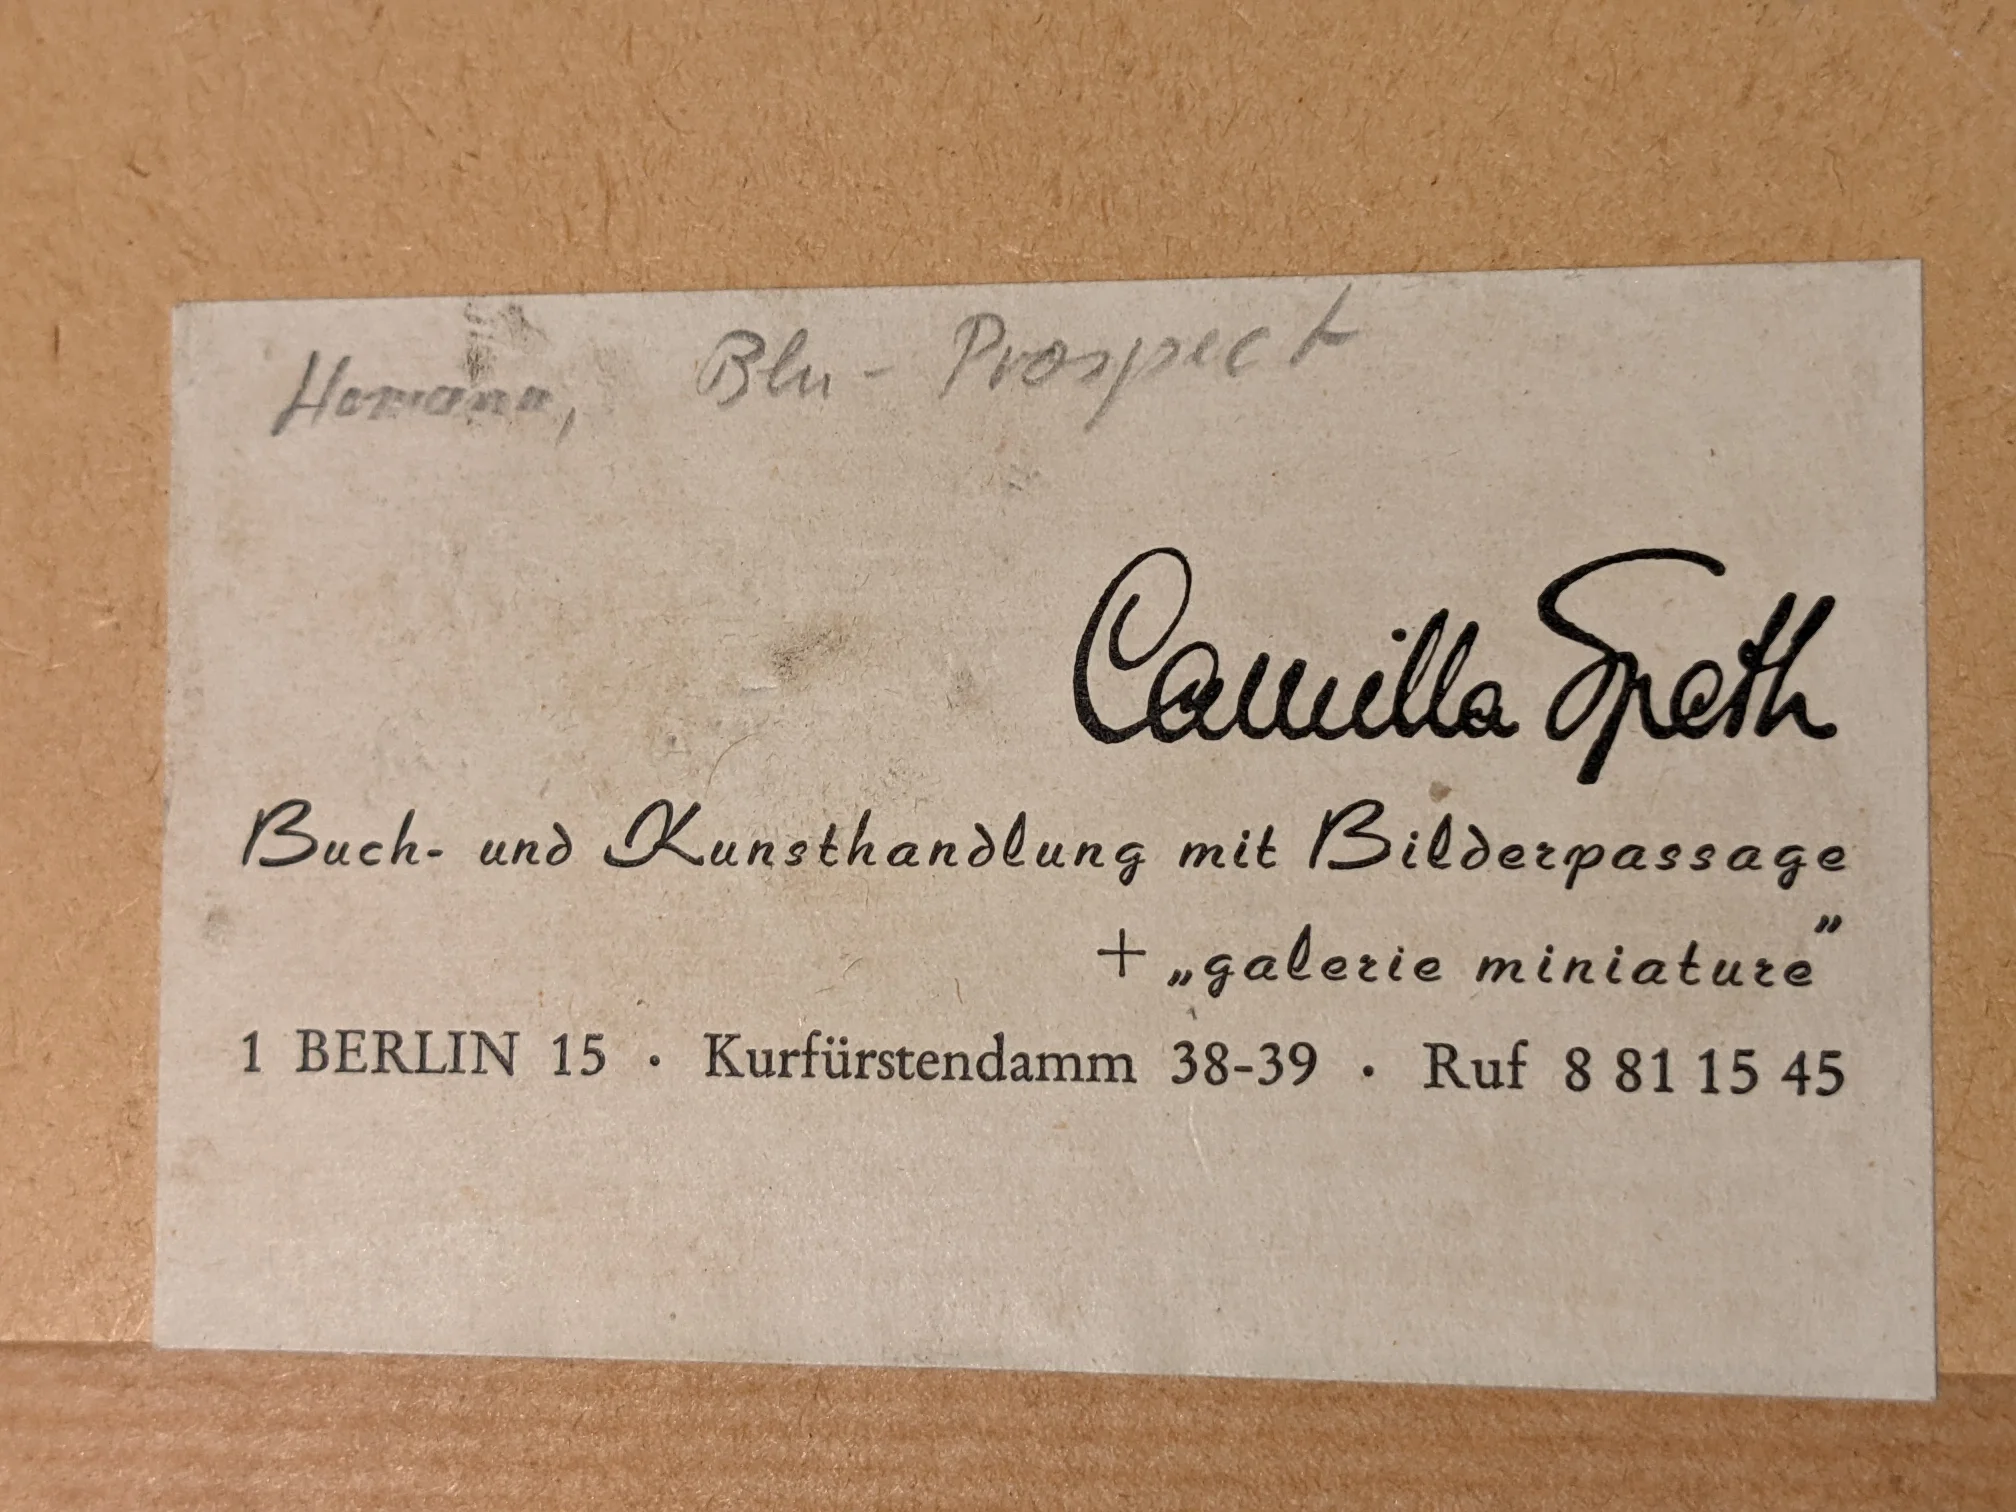 Homann, Bln - Prospect
Camilla Speth
Buch- und Kunsthandlung mit Bilderpassage
+ „galerie miniature”
1 BERLIN 15 · Kurfürstendamm 38-39 · Ruf 8 81 15 45